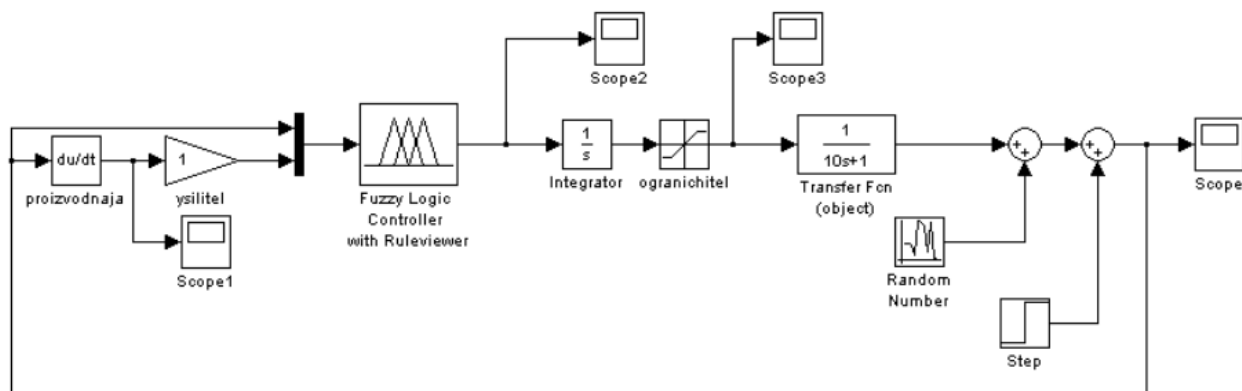 Scope2
Scope3
du/dt
proizvodnaja
1
ysilitel
Scope1
Fuzzy Logic
Controller
with Ruleviewer
1
s
Integrator
ogranichitel
1
10s+1
Transfer Fcn
(object)
+
+
+
+
Scope
Random
Number
Step